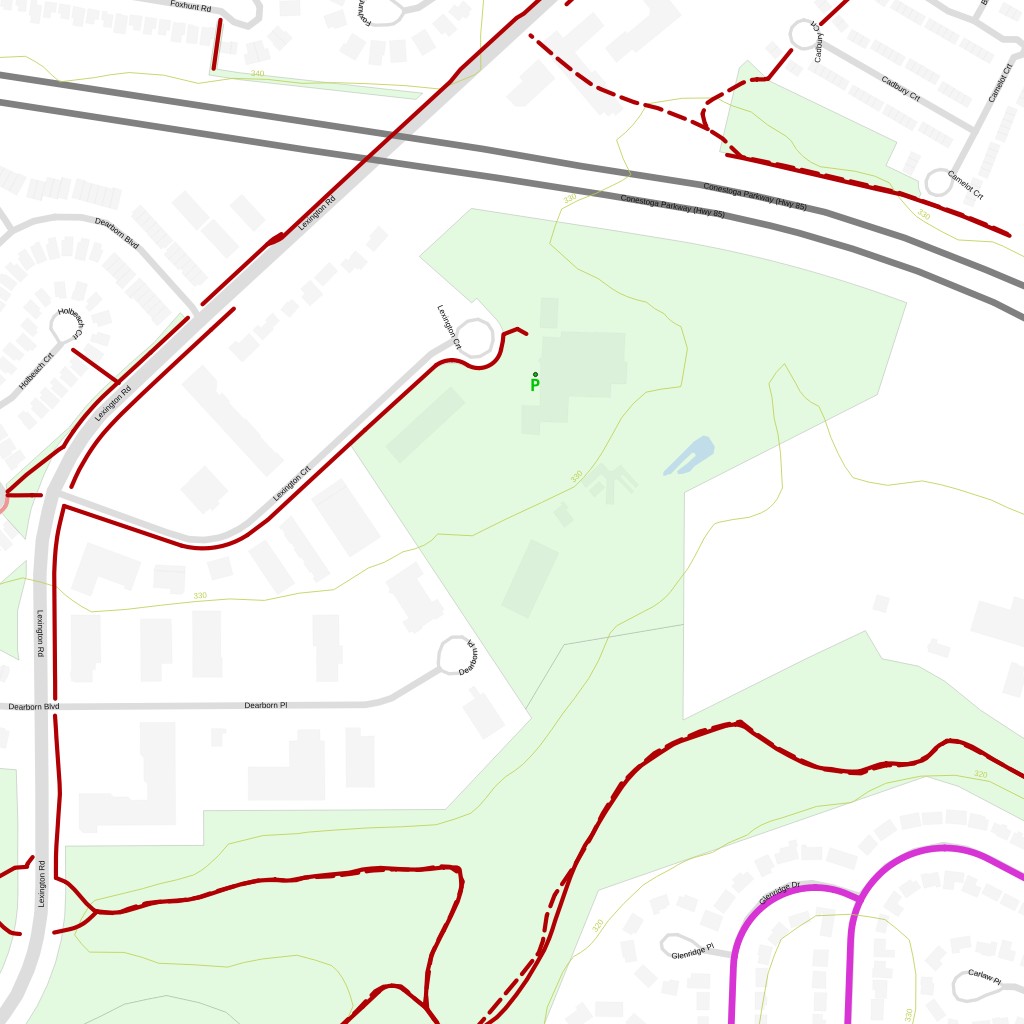 Foxhunt Rd
Foxhunt
340
Cadbury Crt
Cadbury Crt
Camelot Crt
Camelot Crt
Conestoga Parkway (Hwy 85)
Conestoga Parkway (Hwy 85)
330
330
Lexington Rd
Dearborn Blvd
Holbeach Crt
Holbeach Crt
Lexington Crt
P
Lexington Rd
Lexington Crt
330
330
Lexington Rd
Dearborn Pl
Dearborn Blvd
Dearborn Pl
320
Lexington Rd
Glenridge Dr
320
Glenridge Pl
Carlaw Pl
330